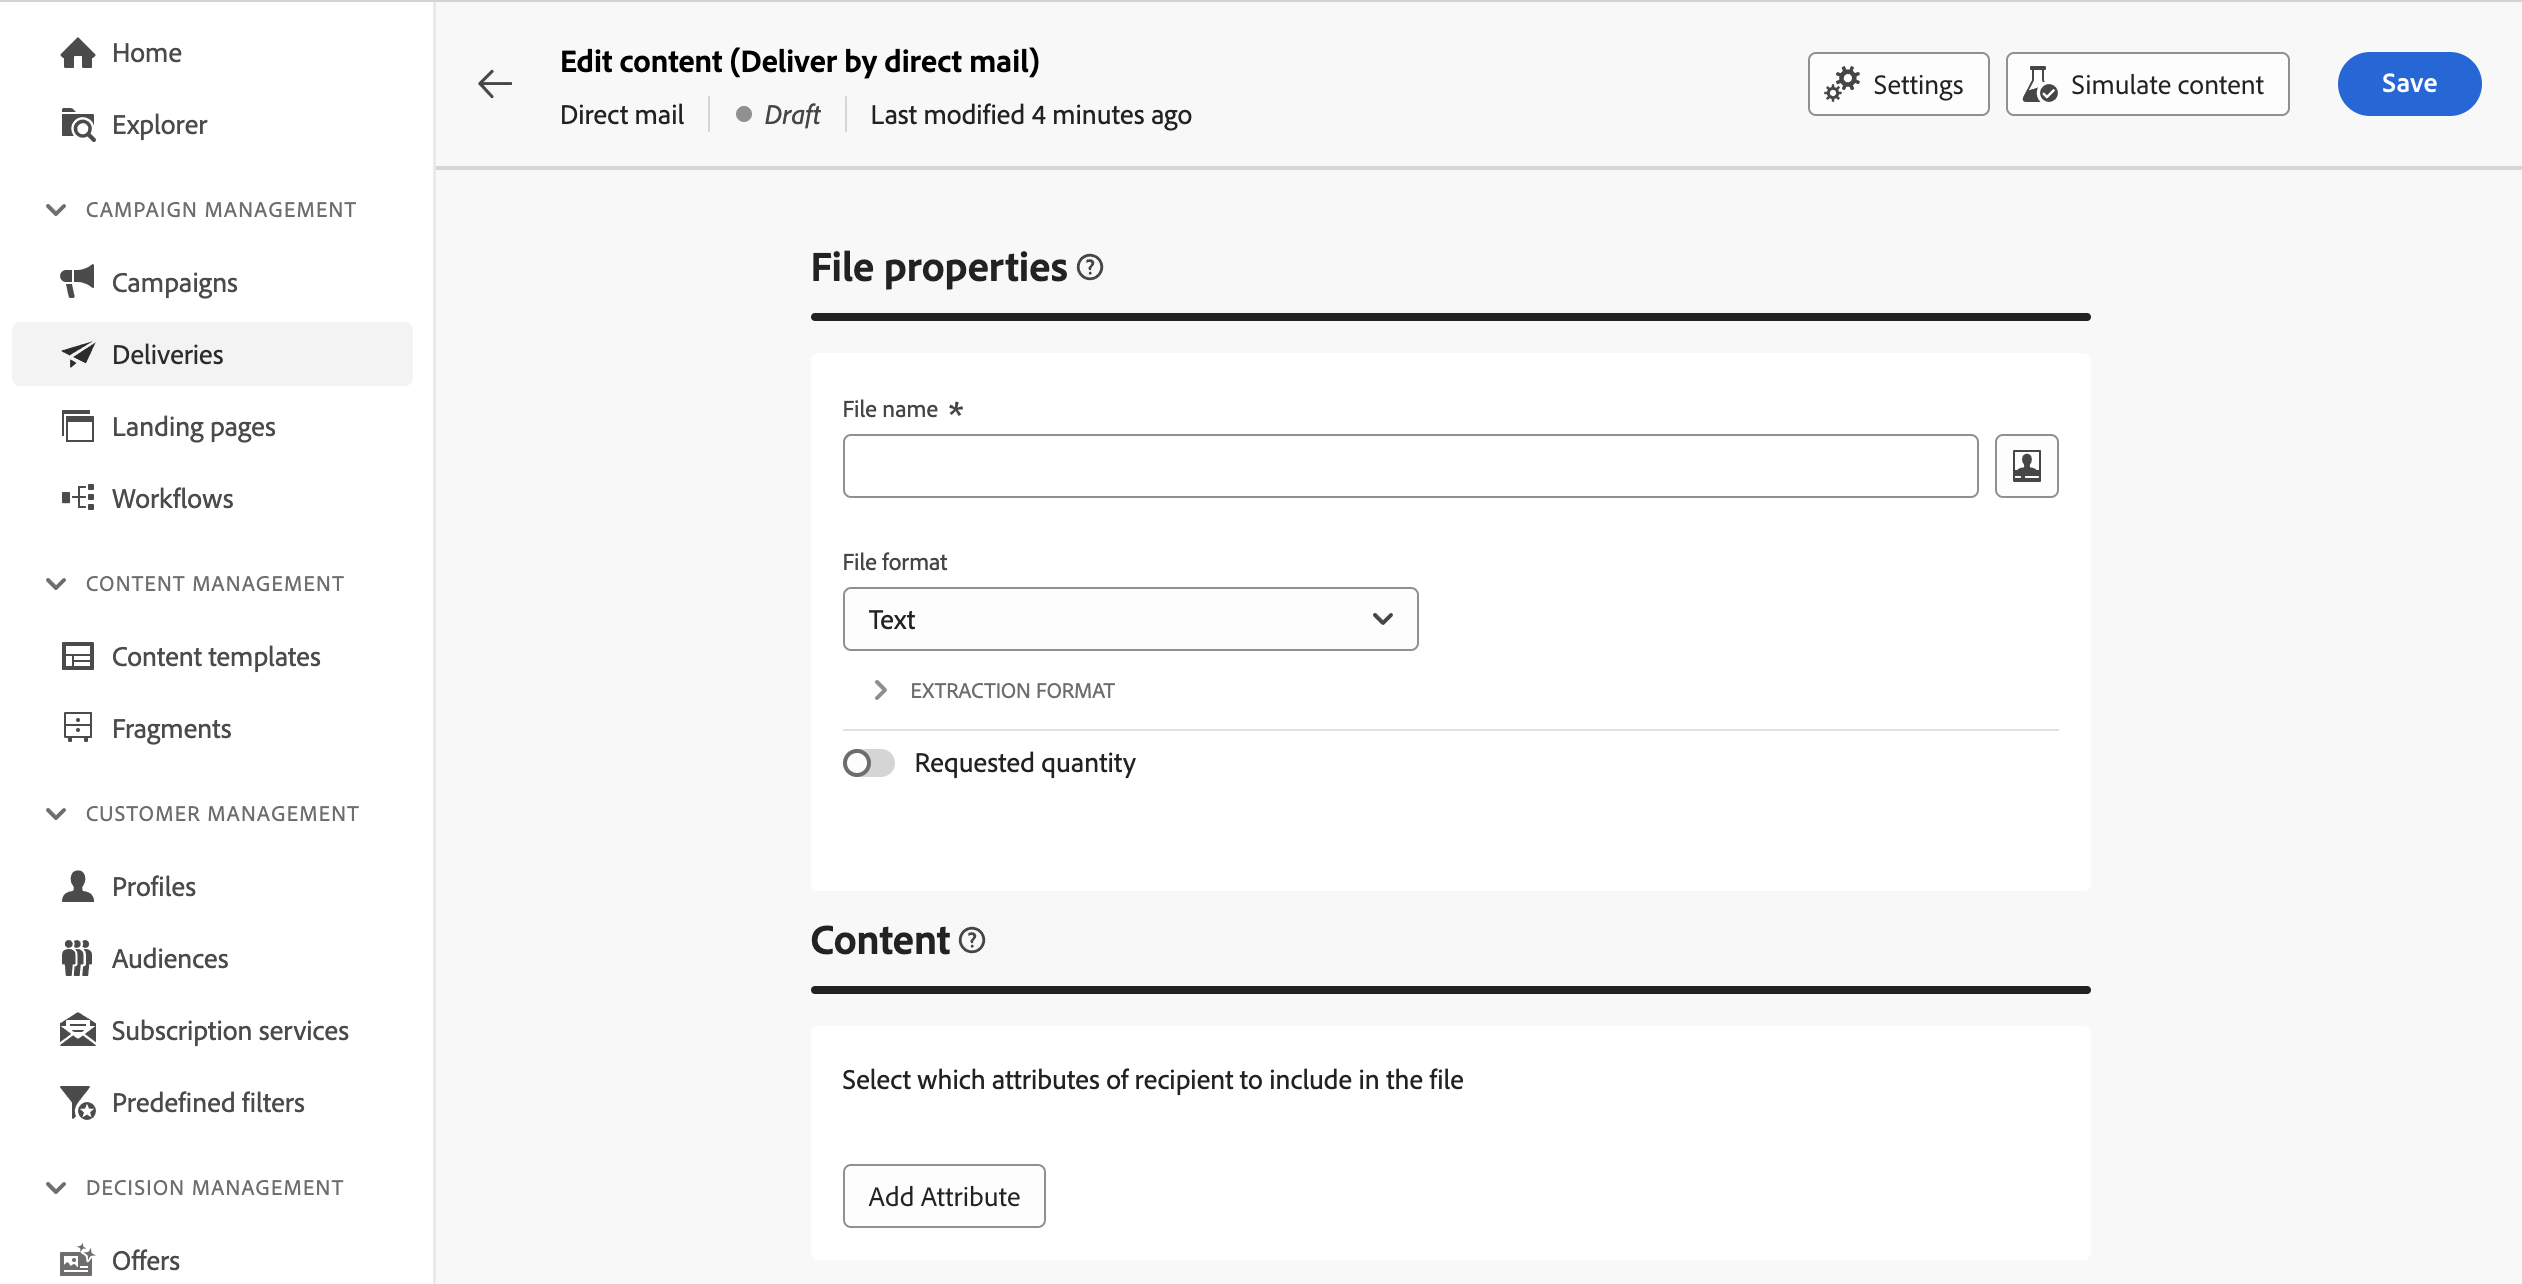 Home
Explorer
CAMPAIGN MANAGEMENT
Campaigns
Deliveries
Landing pages
Workflows
CONTENT MANAGEMENT
Content templates
Fragments
CUSTOMER MANAGEMENT
Profiles
Audiences
Subscription services
Predefined filters
DECISION MANAGEMENT
Offers
Edit content (Deliver by direct mail)
Direct mail Draft Last modified 4 minutes ago
Settings
Simulate content
Save
File properties ?
File name *
File format
Text
EXTRACTION FORMAT
Requested quantity
Content ?
Select which attributes of recipient to include in the file
Add Attribute